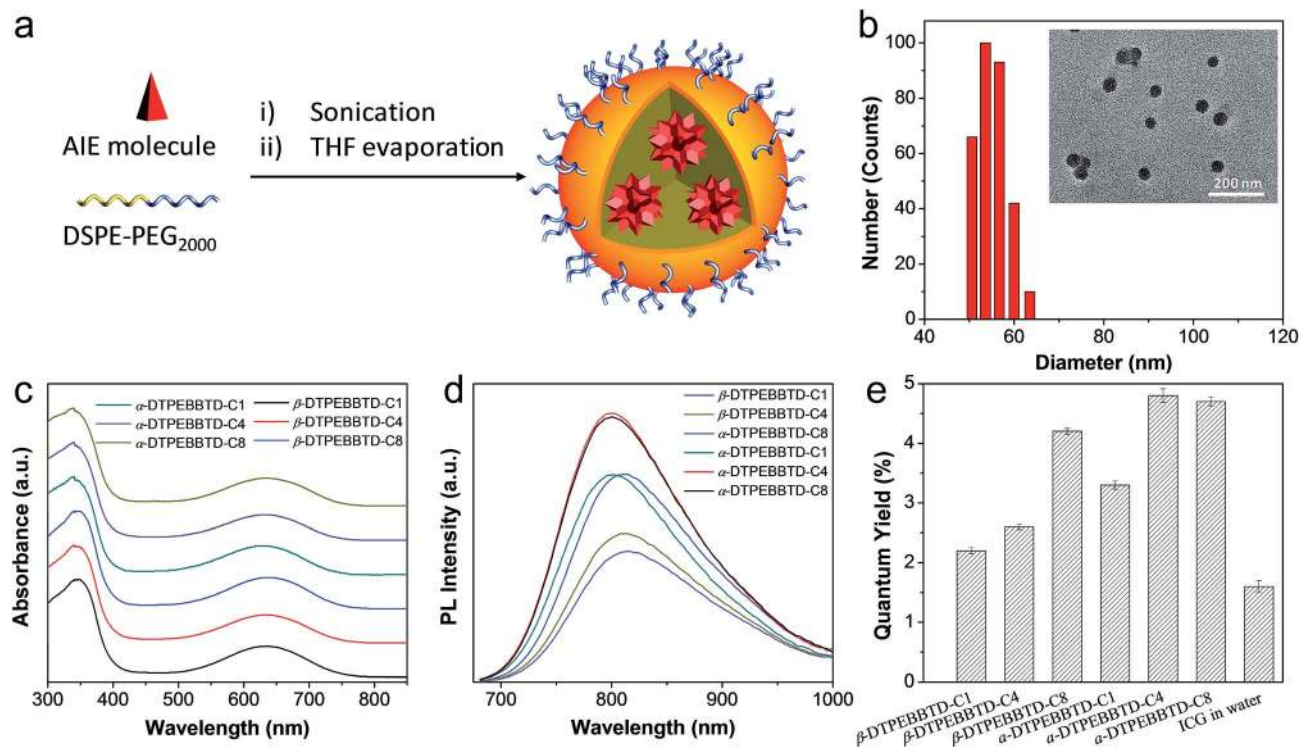 a
AIE molecule
DSPE-PEG2000
i) Sonication
ii) THF evaporation
b
Number (Counts)
100
80
60
40
20
0
40
60
80
100
120
Diameter (nm)
200 nm
c
Absorbance (a.u.)
α-DTPEBBTD-C1
α-DTPEBBTD-C4
α-DTPEBBTD-C8
β-DTPEBBTD-C1
β-DTPEBBTD-C4
β-DTPEBBTD-C8
300 400 500 600 700 800
Wavelength (nm)
d
PL Intensity (a.u.)
β-DTPEBBTD-C1
β-DTPEBBTD-C4
α-DTPEBBTD-C8
α-DTPEBBTD-C1
α-DTPEBBTD-C4
α-DTPEBBTD-C8
700 800 900 1000
Wavelength (nm)
e
Quantum Yield (%)
5
4
3
2
1
0
β-DTPEBBTD-C1
β-DTPEBBTD-C4
β-DTPEBBTD-C8
α-DTPEBBTD-C1
α-DTPEBBTD-C4
α-DTPEBBTD-C8
ICG in water